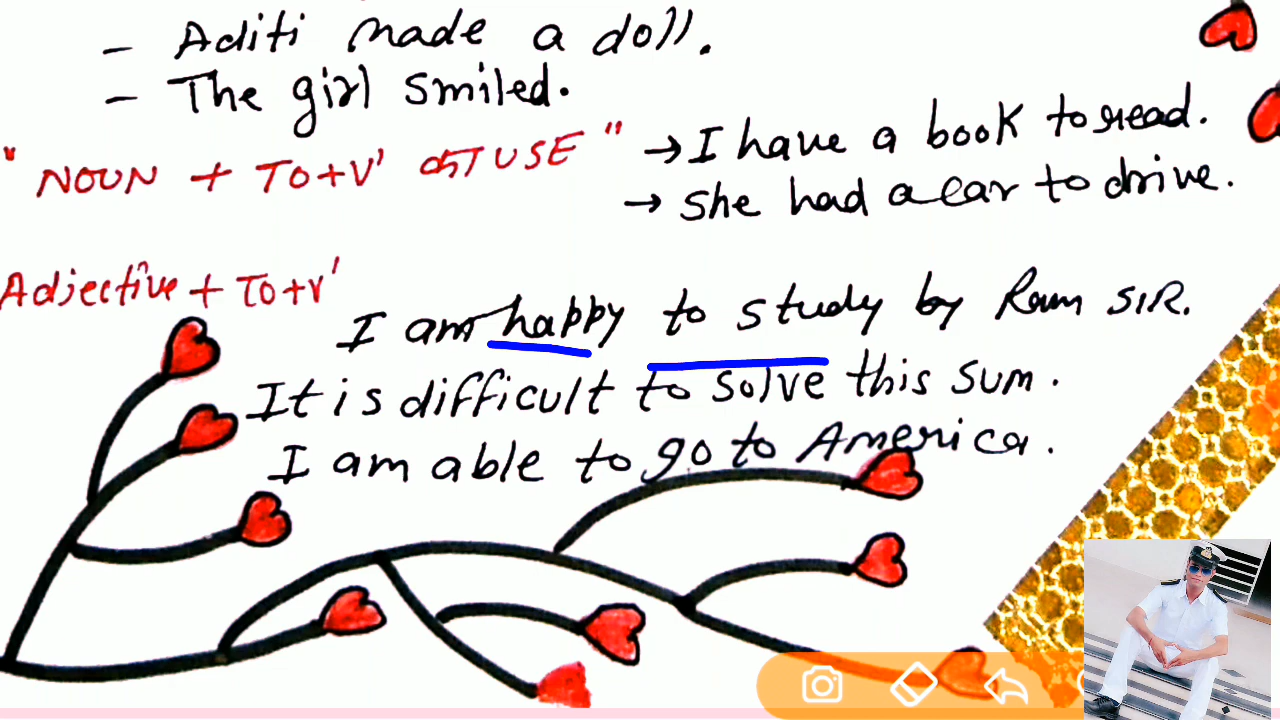 - Aditi made a doll.
- The girl smiled.
"NOUN + TO+V' का USE" → I have a book to read.
→ She had a car to drive.
Adjective + To+V'
I am happy to study by Ram SIR.
It is difficult to solve this sum.
I am able to go to America.